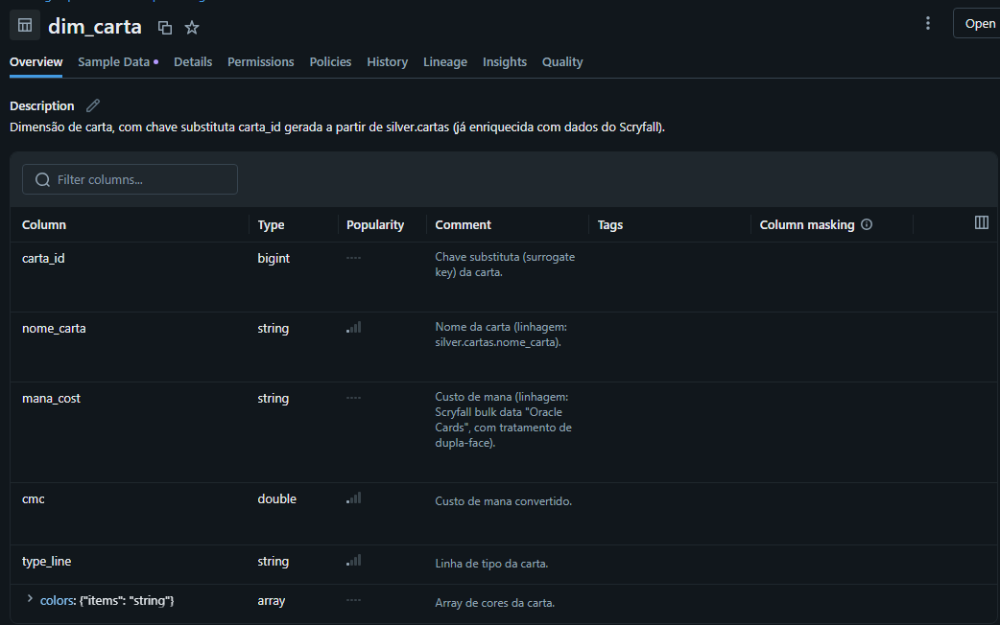 dim_carta
Open
Overview
Sample Data
Details
Permissions
Policies
History
Lineage
Insights
Quality
Description
Dimensão de carta, com chave substituta carta_id gerada a partir de silver.cartas (já enriquecida com dados do Scryfall).
Filter columns...
Column Type Popularity Comment Tags Column masking
carta_id bigint Chave substituta (surrogate
key) da carta.
nome_carta string Nome da carta (linhagem:
silver.cartas.nome_carta).
mana_cost string Custo de mana (linhagem:
Scryfall bulk data "Oracle
Cards", com tratamento de
dupla-face).
cmc double Custo de mana convertido.
type_line string Linha de tipo da carta.
colors: {"items": "string"} array Array de cores da carta.